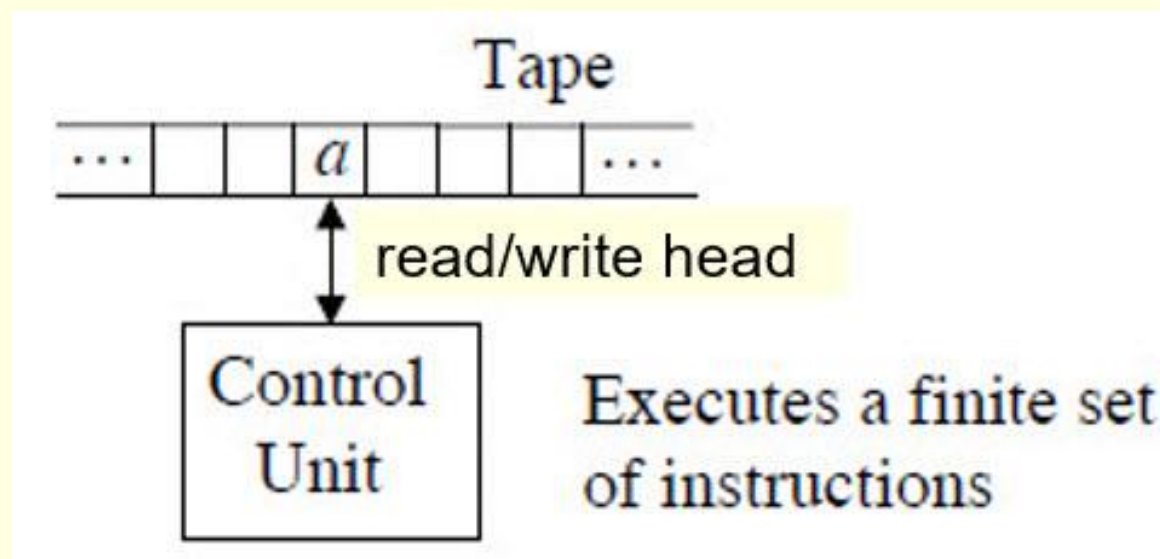 Tape
... a ...
read/write head
Control
Unit
Executes a finite set
of instructions